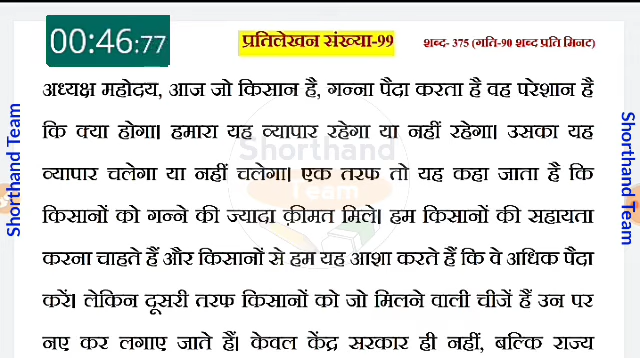 00:46:77
प्रतिलेखन संख्या-99
शब्द- 375 (गति-90 शब्द प्रति मिनट)
अध्यक्ष महोदय, आज जो किसान है, गन्ना पैदा करता है वह परेशान है
कि क्या होगा। हमारा यह व्यापार रहेगा या नहीं रहेगा। उसका यह
व्यापार चलेगा या नहीं चलेगा। एक तरफ तो यह कहा जाता है कि
किसानों को गन्ने की ज्यादा क़ीमत मिले। हम किसानों की सहायता
करना चाहते हैं और किसानों से हम यह आशा करते हैं कि वे अधिक पैदा
करें। लेकिन दूसरी तरफ किसानों को जो मिलने वाली चीजें हैं उन पर
नए कर लगाए जाते हैं। केवल केंद्र सरकार ही नहीं, बल्कि राज्य
Shorthand Team
Shorthand Team
Shorthand
Team